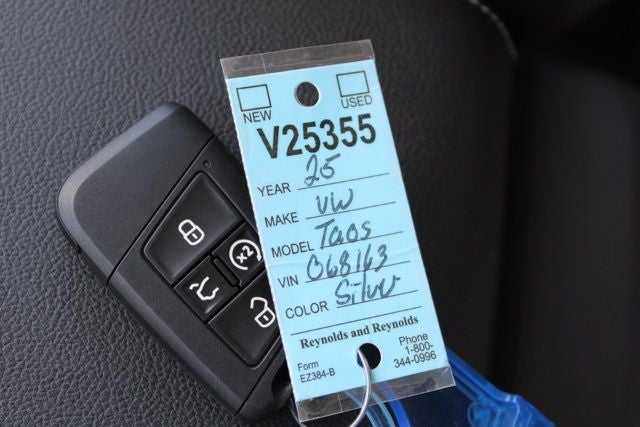 NEW USED
V25355
YEAR 25
MAKE VW
MODEL Taos
VIN 068163
COLOR Silver
Reynolds and Reynolds
Form
EZ384-B
Phone
1-800-
344-0996
x2